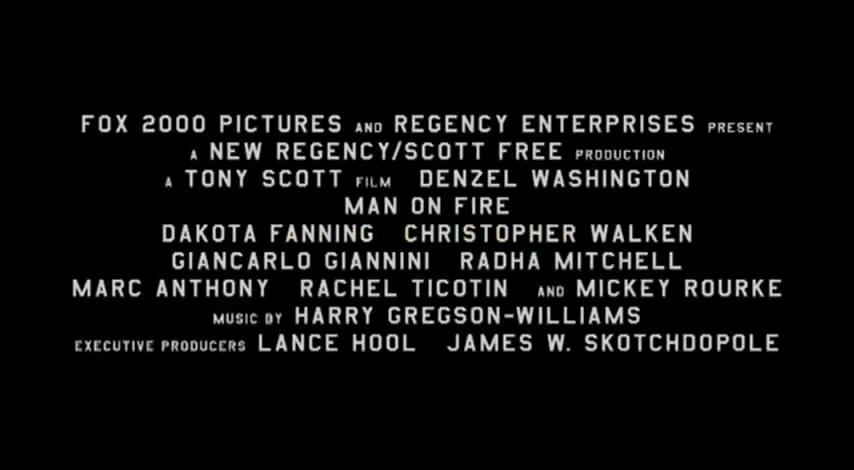 FOX 2000 PICTURES AND REGENCY ENTERPRISES PRESENT
A NEW REGENCY/SCOTT FREE PRODUCTION
A TONY SCOTT FILM DENZEL WASHINGTON
MAN ON FIRE
DAKOTA FANNING CHRISTOPHER WALKEN
GIANCARLO GIANNINI RADHA MITCHELL
MARC ANTHONY RACHEL TICOTIN AND MICKEY ROURKE
MUSIC BY HARRY GREGSON-WILLIAMS
EXECUTIVE PRODUCERS LANCE HOOL JAMES W. SKOTCHDOPOLE